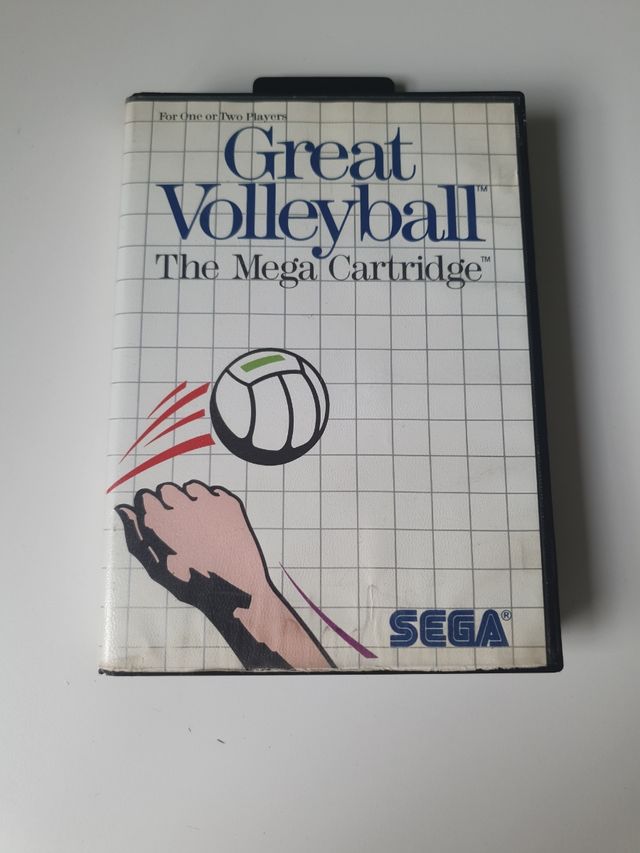 For One or Two Players
Great
Volleyball™
The Mega Cartridge™
SEGA®